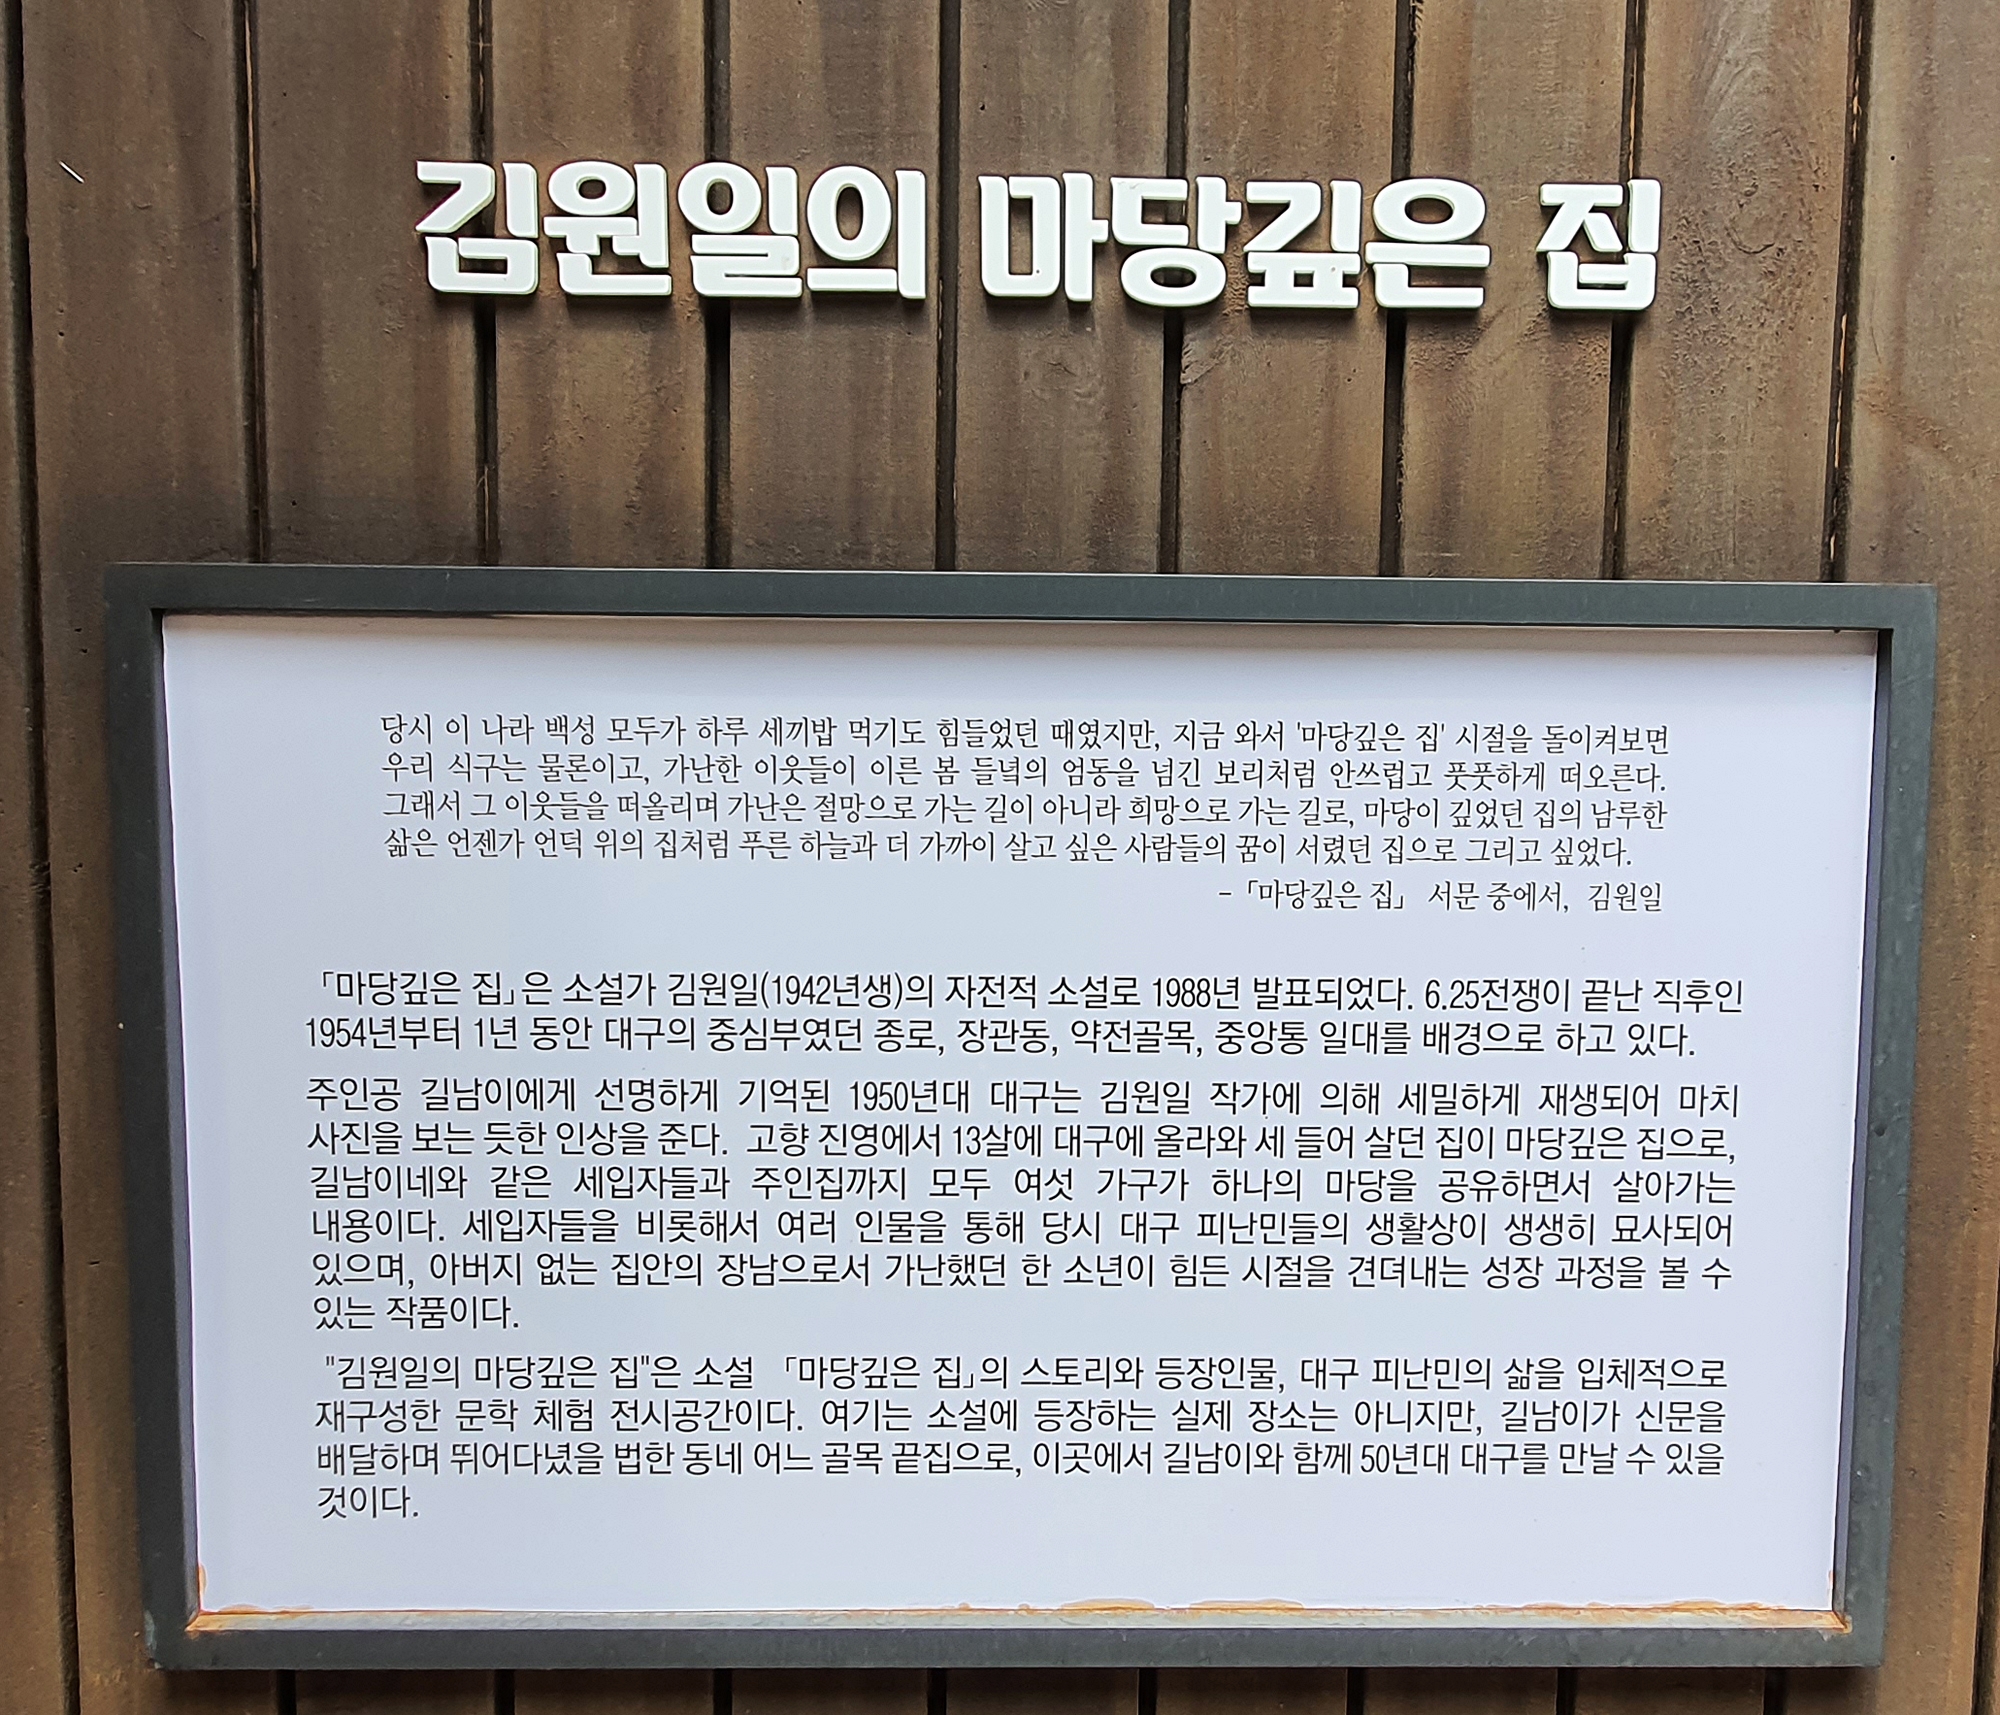 김원일의 마당깊은 집
당시 이 나라 백성 모두가 하루 세끼밥 먹기도 힘들었던 때였지만, 지금 와서 '마당깊은 집' 시절을 돌이켜보면
우리 식구는 물론이고, 가난한 이웃들이 이른 봄 들녘의 엄동을 넘긴 보리처럼 안쓰럽고 풋풋하게 떠오른다.
그래서 그 이웃들을 떠올리며 가난은 절망으로 가는 길이 아니라 희망으로 가는 길로, 마당이 깊었던 집의 남루한
삶은 언젠가 언덕 위의 집처럼 푸른 하늘과 더 가까이 살고 싶은 사람들의 꿈이 서렸던 집으로 그리고 싶었다.
-「마당깊은 집」 서문 중에서, 김원일
「마당깊은 집」은 소설가 김원일(1942년생)의 자전적 소설로 1988년 발표되었다. 6.25전쟁이 끝난 직후인
1954년부터 1년 동안 대구의 중심부였던 종로, 장관동, 약전골목, 중앙통 일대를 배경으로 하고 있다.
주인공 길남이에게 선명하게 기억된 1950년대 대구는 김원일 작가에 의해 세밀하게 재생되어 마치
사진을 보는 듯한 인상을 준다. 고향 진영에서 13살에 대구에 올라와 세 들어 살던 집이 마당깊은 집으로,
길남이네와 같은 세입자들과 주인집까지 모두 여섯 가구가 하나의 마당을 공유하면서 살아가는
내용이다. 세입자들을 비롯해서 여러 인물을 통해 당시 대구 피난민들의 생활상이 생생히 묘사되어
있으며, 아버지 없는 집안의 장남으로서 가난했던 한 소년이 힘든 시절을 견뎌내는 성장 과정을 볼 수
있는 작품이다.
"김원일의 마당깊은 집"은 소설 「마당깊은 집」의 스토리와 등장인물, 대구 피난민의 삶을 입체적으로
재구성한 문학 체험 전시공간이다. 여기는 소설에 등장하는 실제 장소는 아니지만, 길남이가 신문을
배달하며 뛰어다녔을 법한 동네 어느 골목 끝집으로, 이곳에서 길남이와 함께 50년대 대구를 만날 수 있을
것이다.